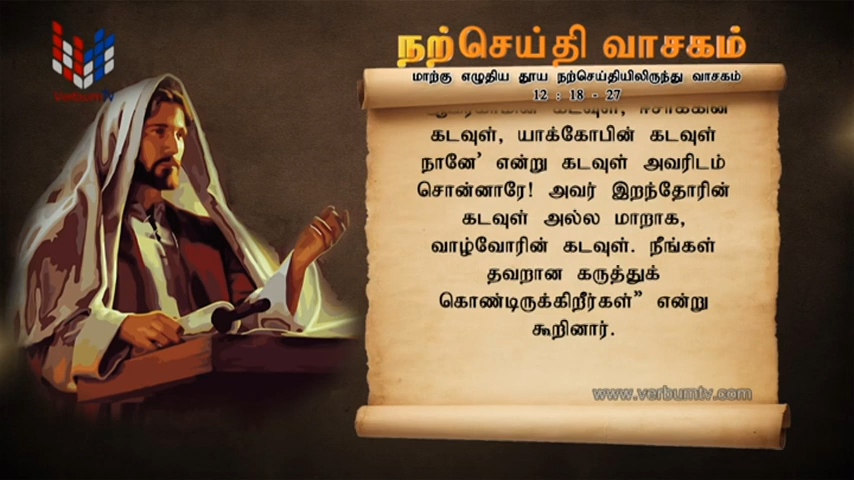 நற்செய்தி வாசகம்
மாற்கு எழுதிய தூய நற்செய்தியிலிருந்து வாசகம்
12 : 18 - 27
கடவுள், யாக்கோபின் கடவுள்
நானே' என்று கடவுள் அவரிடம்
சொன்னாரே! அவர் இறந்தோரின்
கடவுள் அல்ல மாறாக,
வாழ்வோரின் கடவுள். நீங்கள்
தவறான கருத்துக்
கொண்டிருக்கிறீர்கள்” என்று
கூறினார்.
www.verbumtv.com
VerbumTv